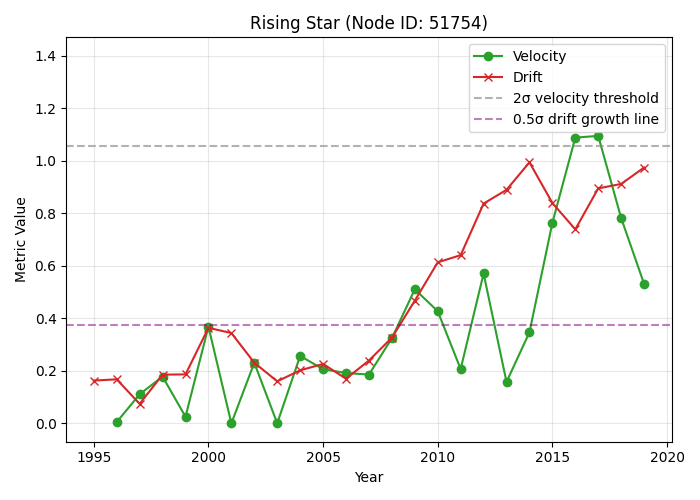 Rising Star (Node ID: 51754)
Velocity
Drift
2σ velocity threshold
0.5σ drift growth line
Metric Value
1.4
1.2
1.0
0.8
0.6
0.4
0.2
0.0
1995 2000 2005 2010 2015 2020
Year